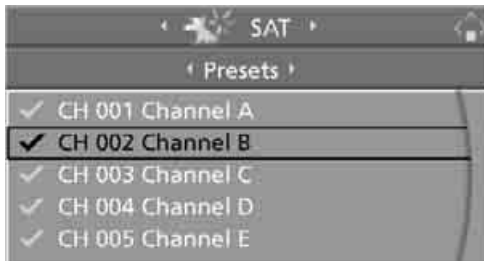 SAT
Presets
CH 001 Channel A
CH 002 Channel B
CH 003 Channel C
CH 004 Channel D
CH 005 Channel E